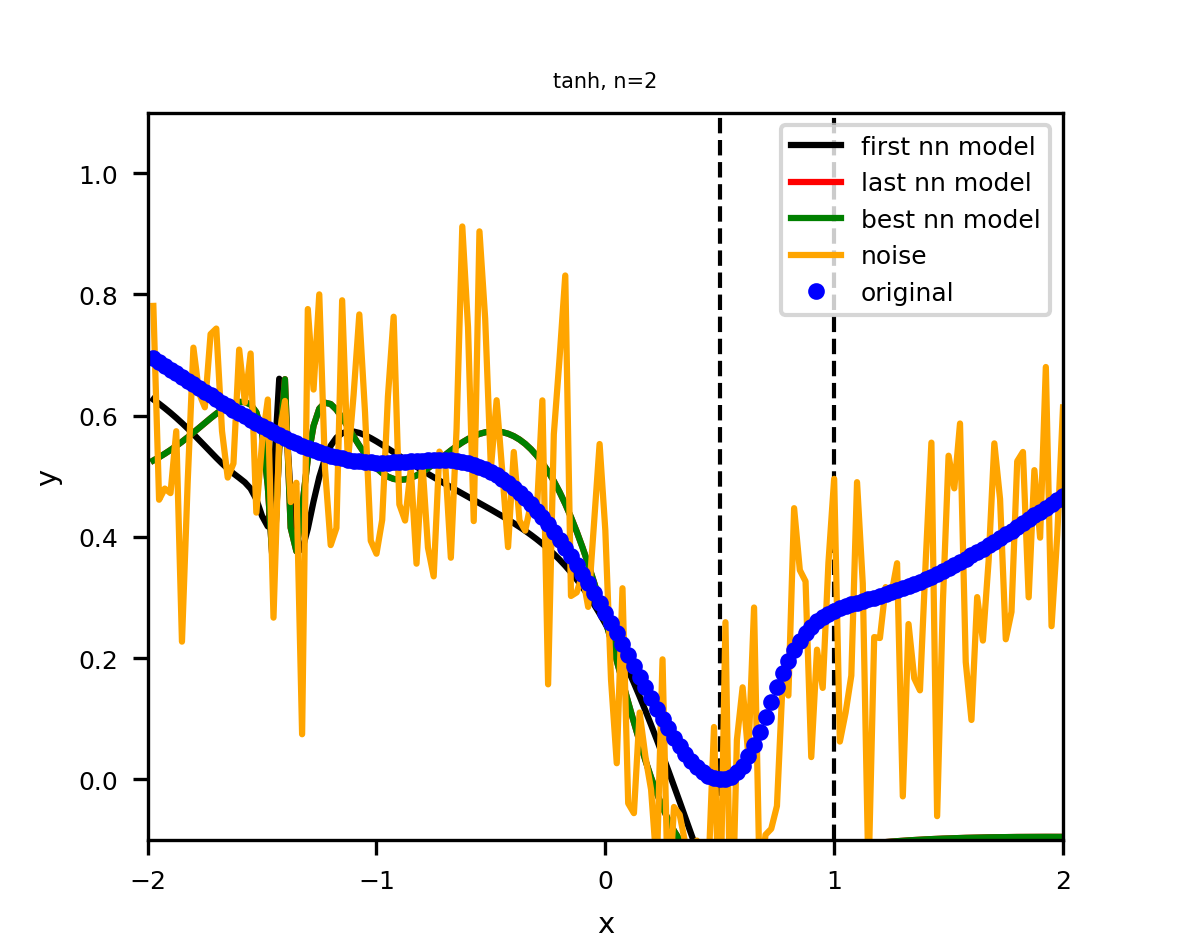 tanh, n=2
first nn model
last nn model
best nn model
noise
original
y
1.0
0.8
0.6
0.4
0.2
0.0
−2
−1
0
1
2
x